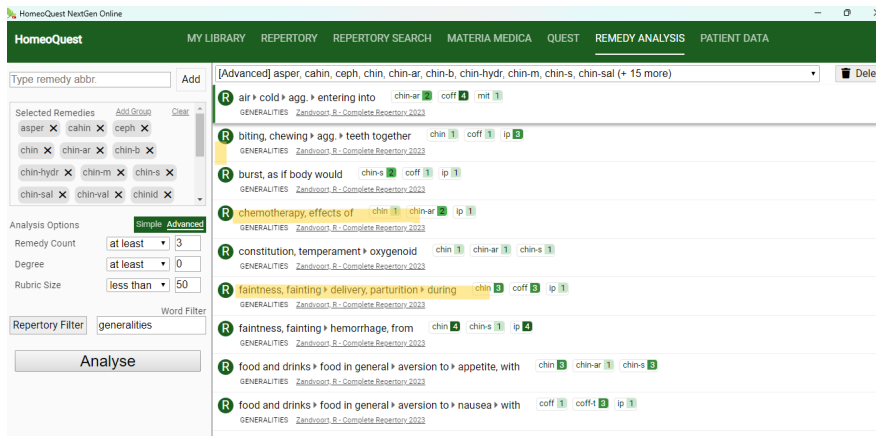 HomeoQuest NextGen Online
HomeoQuest MY LIBRARY REPERTORY REPERTORY SEARCH MATERIA MEDICA QUEST REMEDY ANALYSIS PATIENT DATA
Type remedy abbr. Add
Selected Remedies Add Group Clear
asper cahin ceph
chin chin-ar chin-b
chin-hydr chin-m chin-s
chin-sal chin-val chinid
Analysis Options Simple Advanced
Remedy Count at least 3
Degree at least 0
Rubric Size less than 50
Word Filter
Repertory Filter generalities
Analyse
[Advanced] asper, cahin, ceph, chin, chin-ar, chin-b, chin-hydr, chin-m, chin-s, chin-sal (+ 15 more) Dele
R air cold agg. entering into chin-ar 2 coff 4 mit 1
GENERALITIES Zandvoort, R - Complete Repertory 2023
R biting, chewing agg. teeth together chin 1 coff 1 ip 3
GENERALITIES Zandvoort, R - Complete Repertory 2023
R burst, as if body would chin-s 2 coff 1 ip 1
GENERALITIES Zandvoort, R - Complete Repertory 2023
R chemotherapy, effects of chin 1 chin-ar 2 ip 1
GENERALITIES Zandvoort, R - Complete Repertory 2023
R constitution, temperament oxygenoid chin 1 chin-ar 1 chin-s 1
GENERALITIES Zandvoort, R - Complete Repertory 2023
R faintness, fainting delivery, parturition during chin 3 coff 3 ip 1
GENERALITIES Zandvoort, R - Complete Repertory 2023
R faintness, fainting hemorrhage, from chin 4 chin-s 1 ip 4
GENERALITIES Zandvoort, R - Complete Repertory 2023
R food and drinks food in general aversion to appetite, with chin 3 chin-ar 1 chin-s 3
GENERALITIES Zandvoort, R - Complete Repertory 2023
R food and drinks food in general aversion to nausea with coff 1 coff-t 3 ip 1
GENERALITIES Zandvoort, R - Complete Repertory 2023